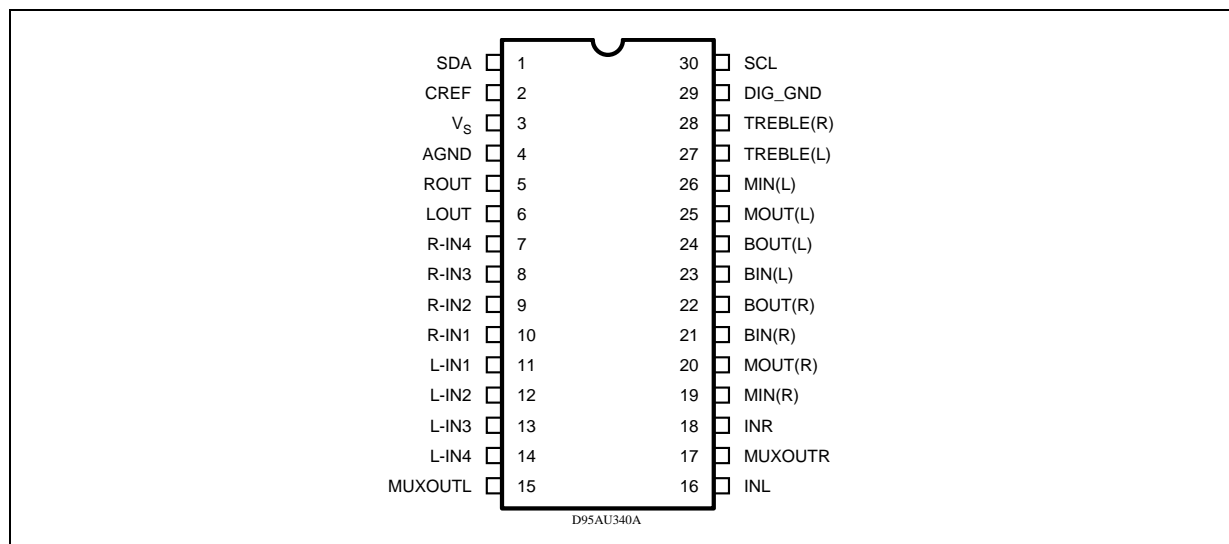 SDA 1 30 SCL
CREF 2 29 DIG_GND
VS 3 28 TREBLE(R)
AGND 4 27 TREBLE(L)
ROUT 5 26 MIN(L)
LOUT 6 25 MOUT(L)
R-IN4 7 24 BOUT(L)
R-IN3 8 23 BIN(L)
R-IN2 9 22 BOUT(R)
R-IN1 10 21 BIN(R)
L-IN1 11 20 MOUT(R)
L-IN2 12 19 MIN(R)
L-IN3 13 18 INR
L-IN4 14 17 MUXOUTR
MUXOUTL 15 16 INL
D95AU340A